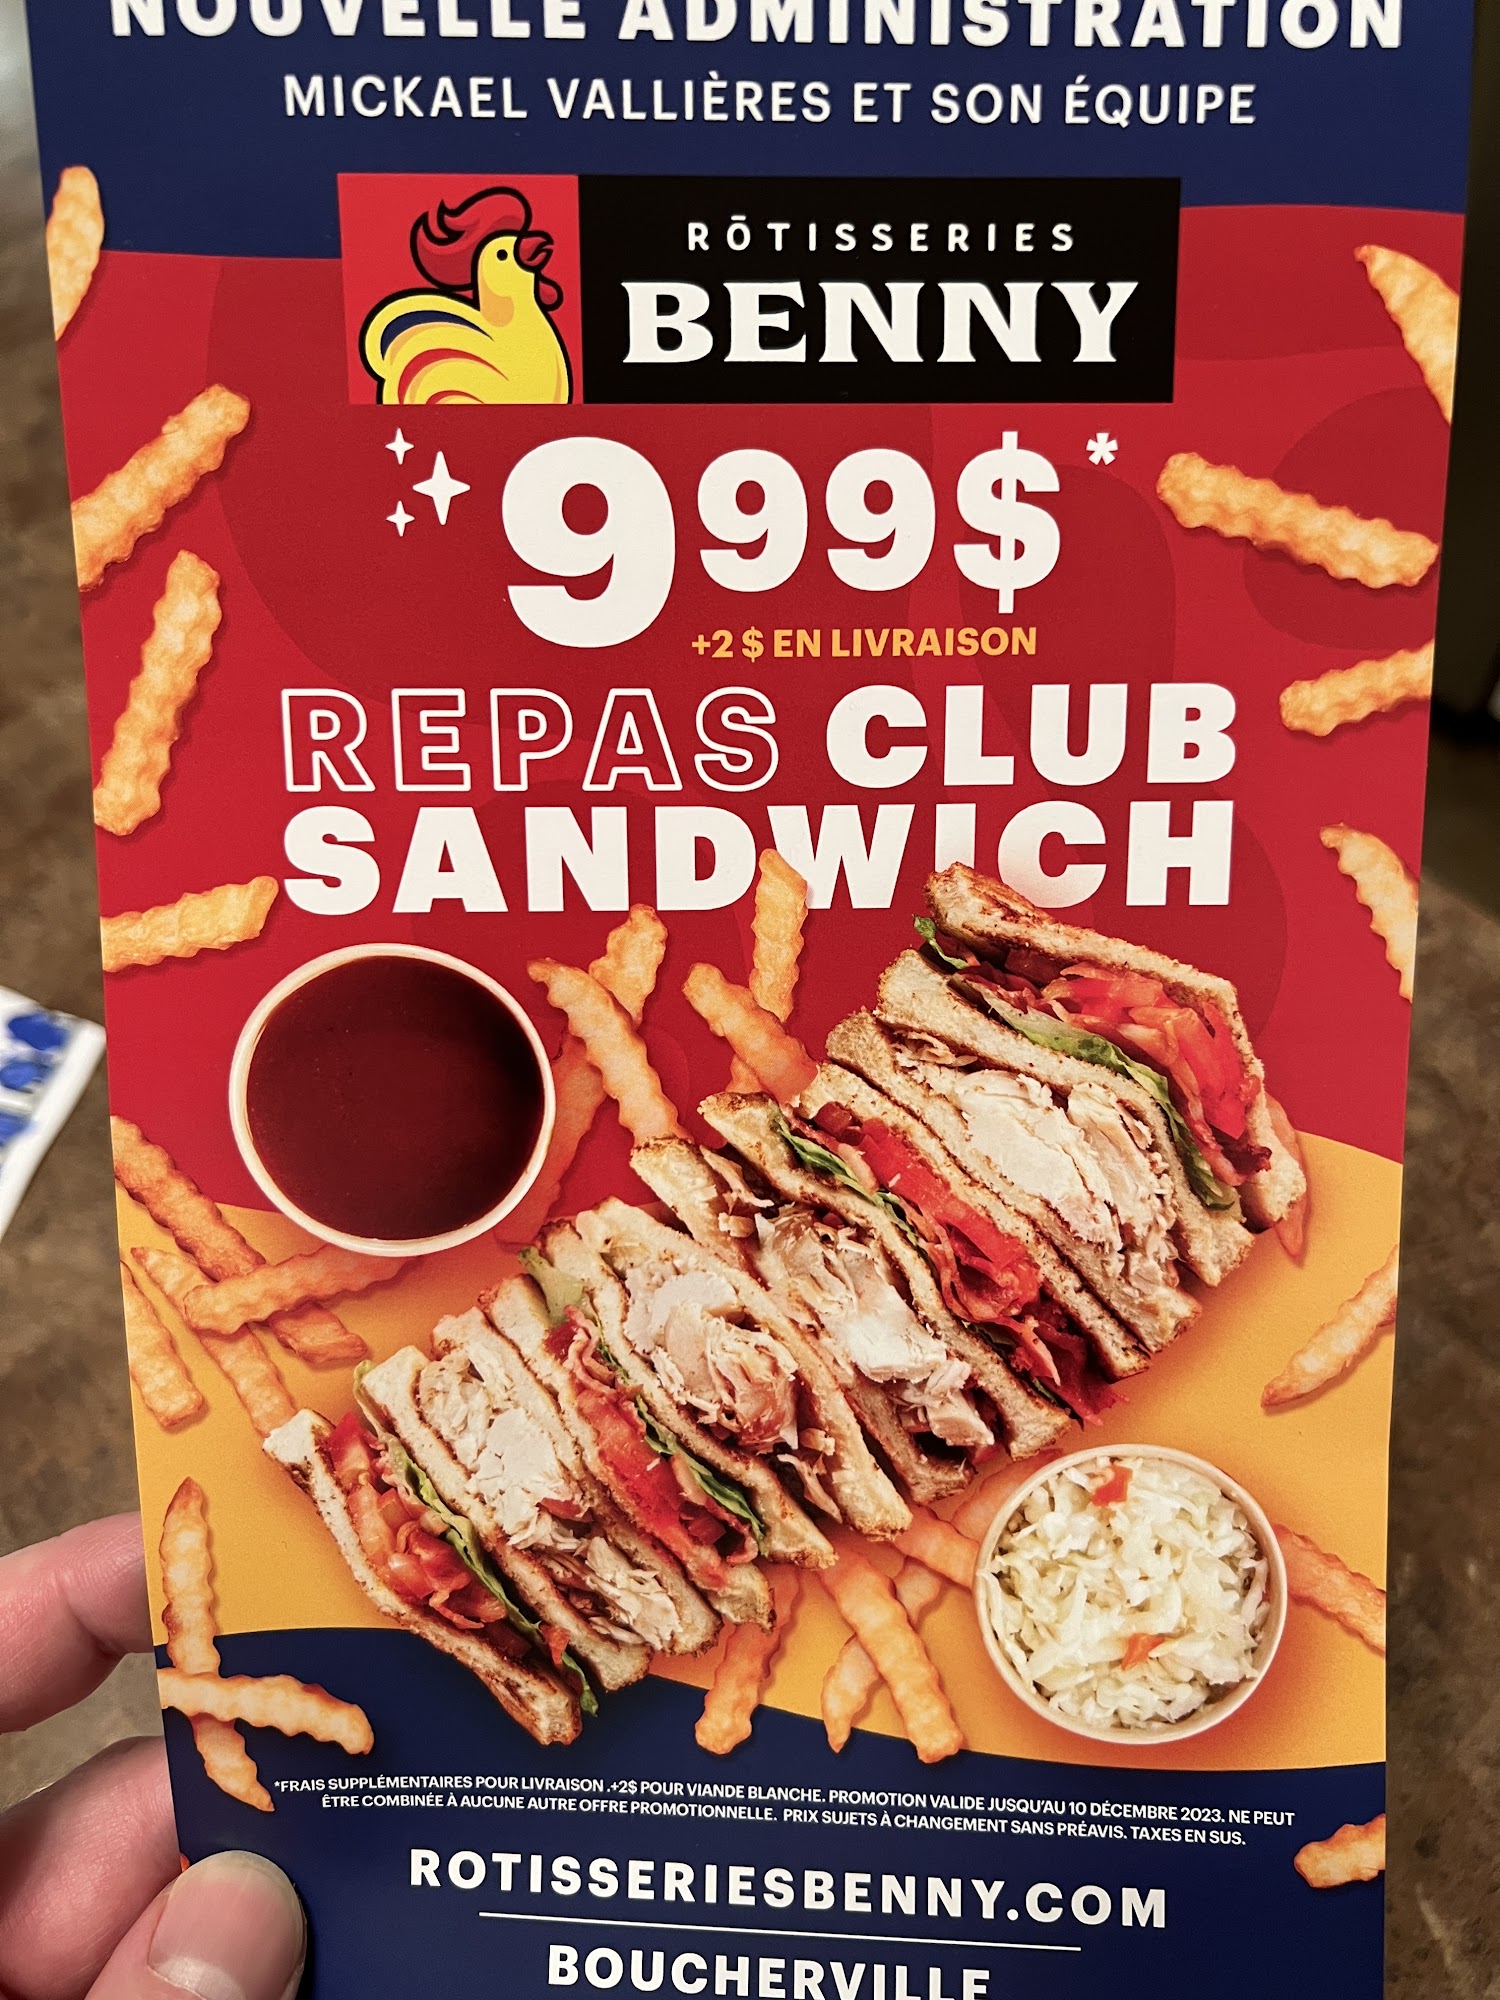 NOUVELLE ADMINISTRATION
MICKAEL VALLIÈRES ET SON ÉQUIPE
RŌTISSERIES
BENNY
9 99$*
+2 $ EN LIVRAISON
REPAS CLUB
SANDWICH
*FRAIS SUPPLÉMENTAIRES POUR LIVRAISON .+2$ POUR VIANDE BLANCHE. PROMOTION VALIDE JUSQU'AU 10 DÉCEMBRE 2023. NE PEUT
ÊTRE COMBINÉE À AUCUNE AUTRE OFFRE PROMOTIONNELLE. PRIX SUJETS À CHANGEMENT SANS PRÉAVIS. TAXES EN SUS.
ROTISSERIESBENNY.COM
BOUCHERVILLE